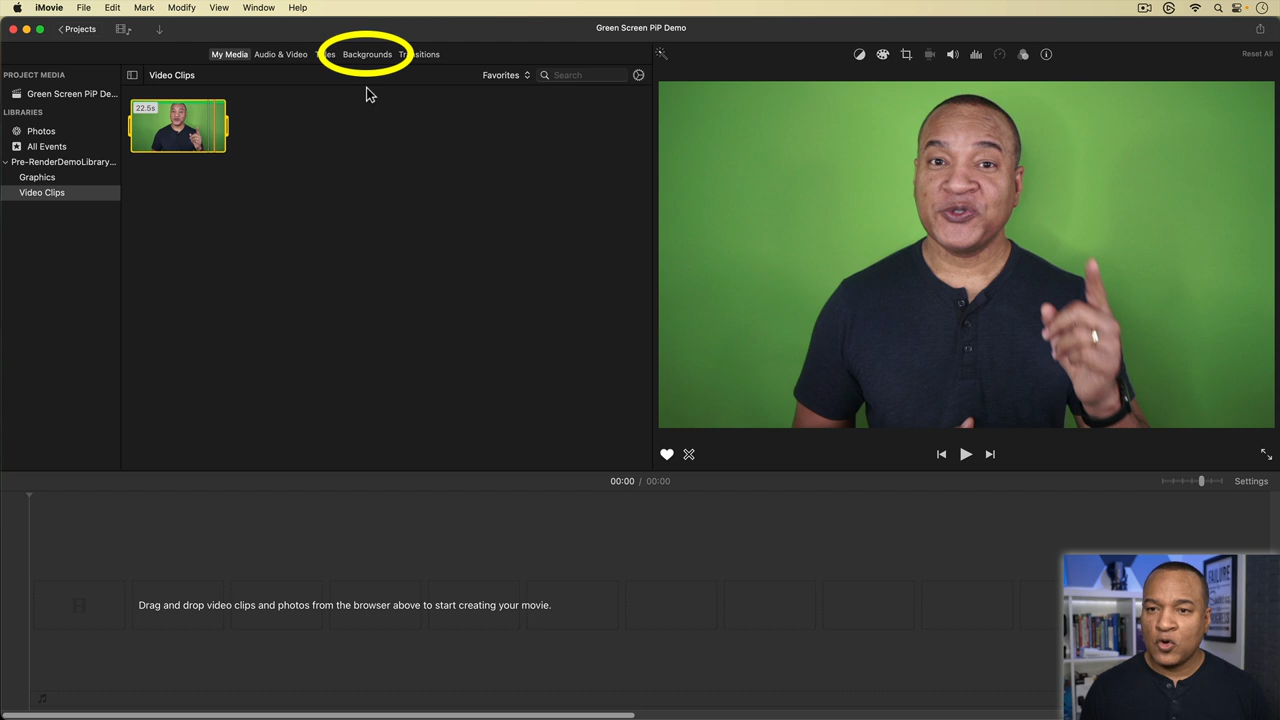 iMovie File Edit Mark Modify View Window Help
Projects
Green Screen PiP Demo
My Media Audio & Video Backgrounds
Reset All
PROJECT MEDIA
Video Clips
Favorites
Search
Green Screen PiP De...
LIBRARIES
22.5s
Photos
All Events
Pre-RenderDemoLibrary...
Graphics
Video Clips
00:00 / 00:00
Settings
Drag and drop video clips and photos from the browser above to start creating your movie.
FAILURE